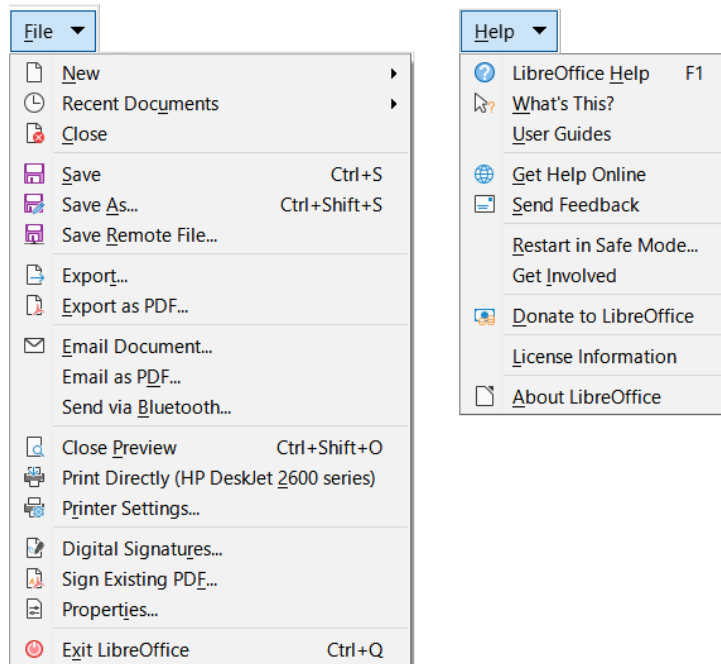 File
New
Recent Documents
Close
Save Ctrl+S
Save As... Ctrl+Shift+S
Save Remote File...
Export...
Export as PDF...
Email Document...
Email as PDF...
Send via Bluetooth...
Close Preview Ctrl+Shift+O
Print Directly (HP DeskJet 2600 series)
Printer Settings...
Digital Signatures...
Sign Existing PDF...
Properties...
Exit LibreOffice Ctrl+Q
Help
LibreOffice Help F1
What's This?
User Guides
Get Help Online
Send Feedback
Restart in Safe Mode...
Get Involved
Donate to LibreOffice
License Information
About LibreOffice